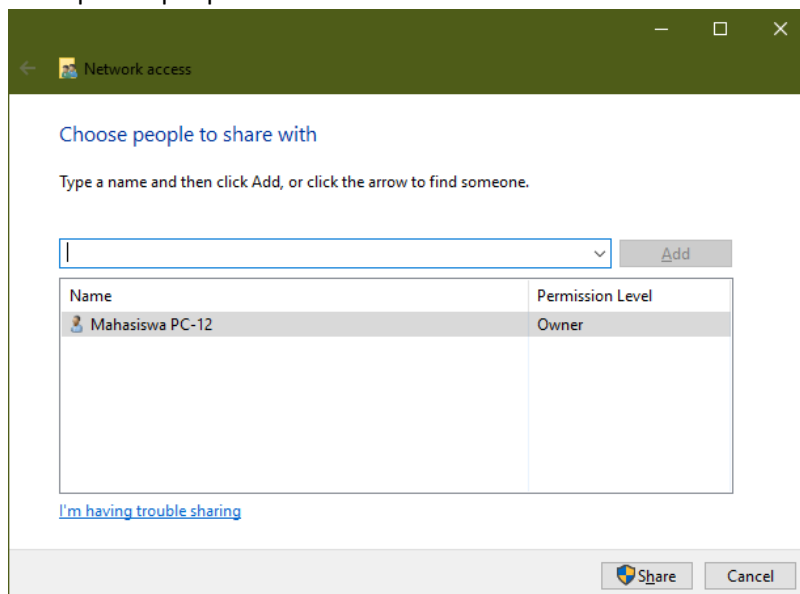 Network access
Choose people to share with
Type a name and then click Add, or click the arrow to find someone.
Add
Name Permission Level
Mahasiswa PC-12 Owner
I'm having trouble sharing
Share Cancel